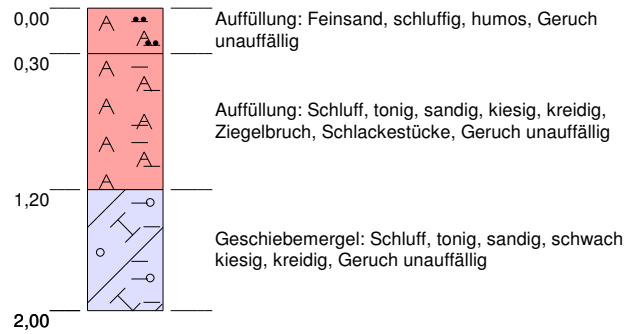 0,00
Auffüllung: Feinsand, schluffig, humos, Geruch
unauffällig
0,30
Auffüllung: Schluff, tonig, sandig, kiesig, kreidig,
Ziegelbruch, Schlackestücke, Geruch unauffällig
1,20
Geschiebemergel: Schluff, tonig, sandig, schwach
kiesig, kreidig, Geruch unauffällig
2,00